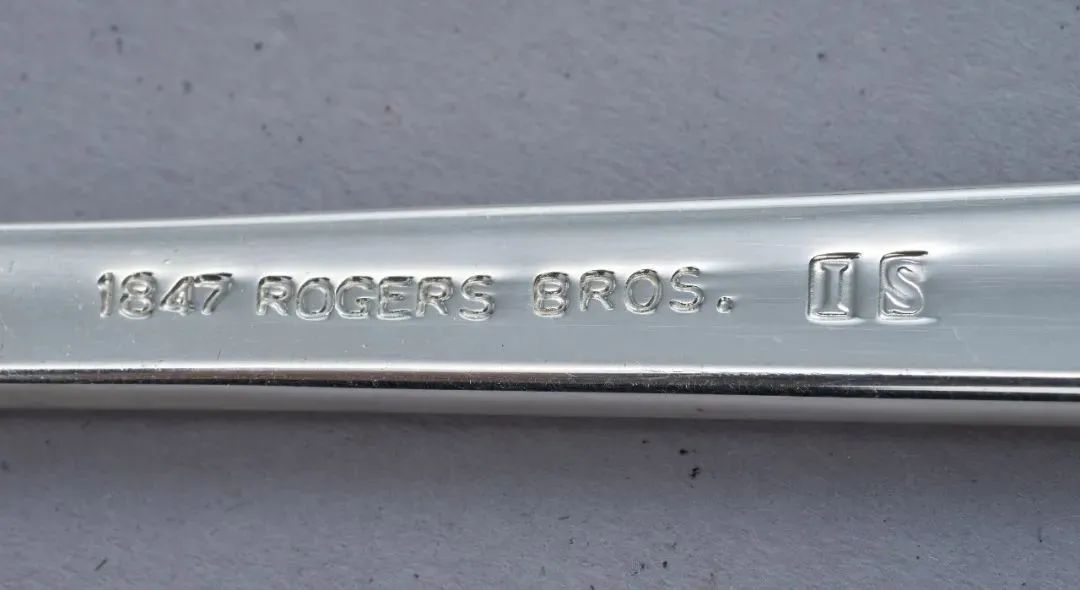 1847 ROGERS BROS. IS